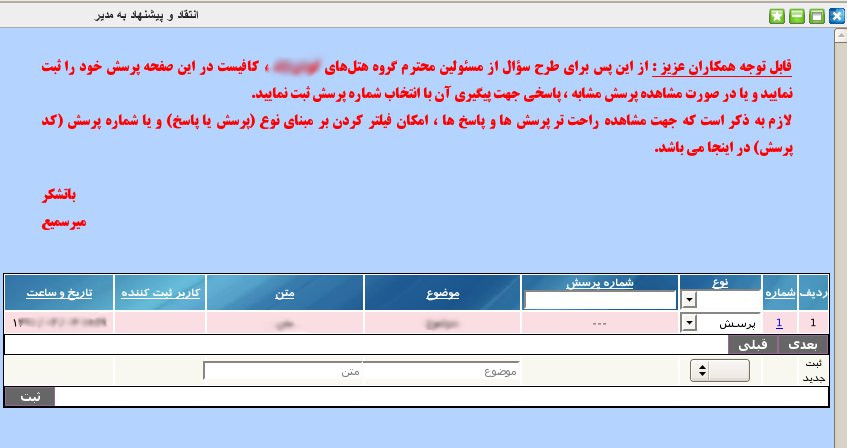 انتقاد و پیشنهاد به مدیر
قابل توجه همکاران عزیز : از این پس برای طرح سؤال از مسئولین محترم گروه هتل‌های ، کافیست در این صفحه پرسش خود را ثبت
نمایید و یا در صورت مشاهده پرسش مشابه ، پاسخی جهت پیگیری آن با انتخاب شماره پرسش ثبت نمایید.
لازم به ذکر است که جهت مشاهده راحت تر پرسش ها و پاسخ ها ، امکان فیلتر کردن بر مبنای نوع (پرسش یا پاسخ) و یا شماره پرسش (کد
پرسش) در اینجا می باشد.
باتشکر
میرسمیع
ردیف شماره نوع شماره پرسش موضوع متن کاربر ثبت کننده تاریخ و ساعت
1 1 پرسش ---
بعدی قبلی
ثبت جدید موضوع متن
ثبت